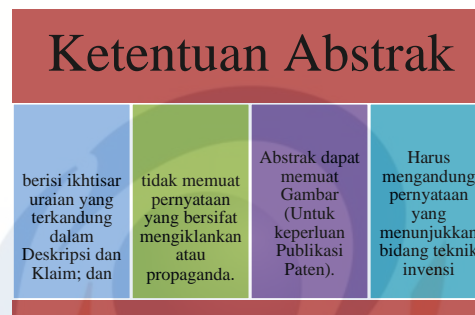 Ketentuan Abstrak
berisi ikhtisar
uraian yang
terkandung
dalam
Deskripsi dan
Klaim; dan
tidak memuat
pernyataan
yang bersifat
mengiklankan
atau
propaganda.
Abstrak dapat
memuat
Gambar
(Untuk
keperluan
Publikasi
Paten).
Harus
mengandung
pernyataan
yang
menunjukkan
bidang teknik
invensi